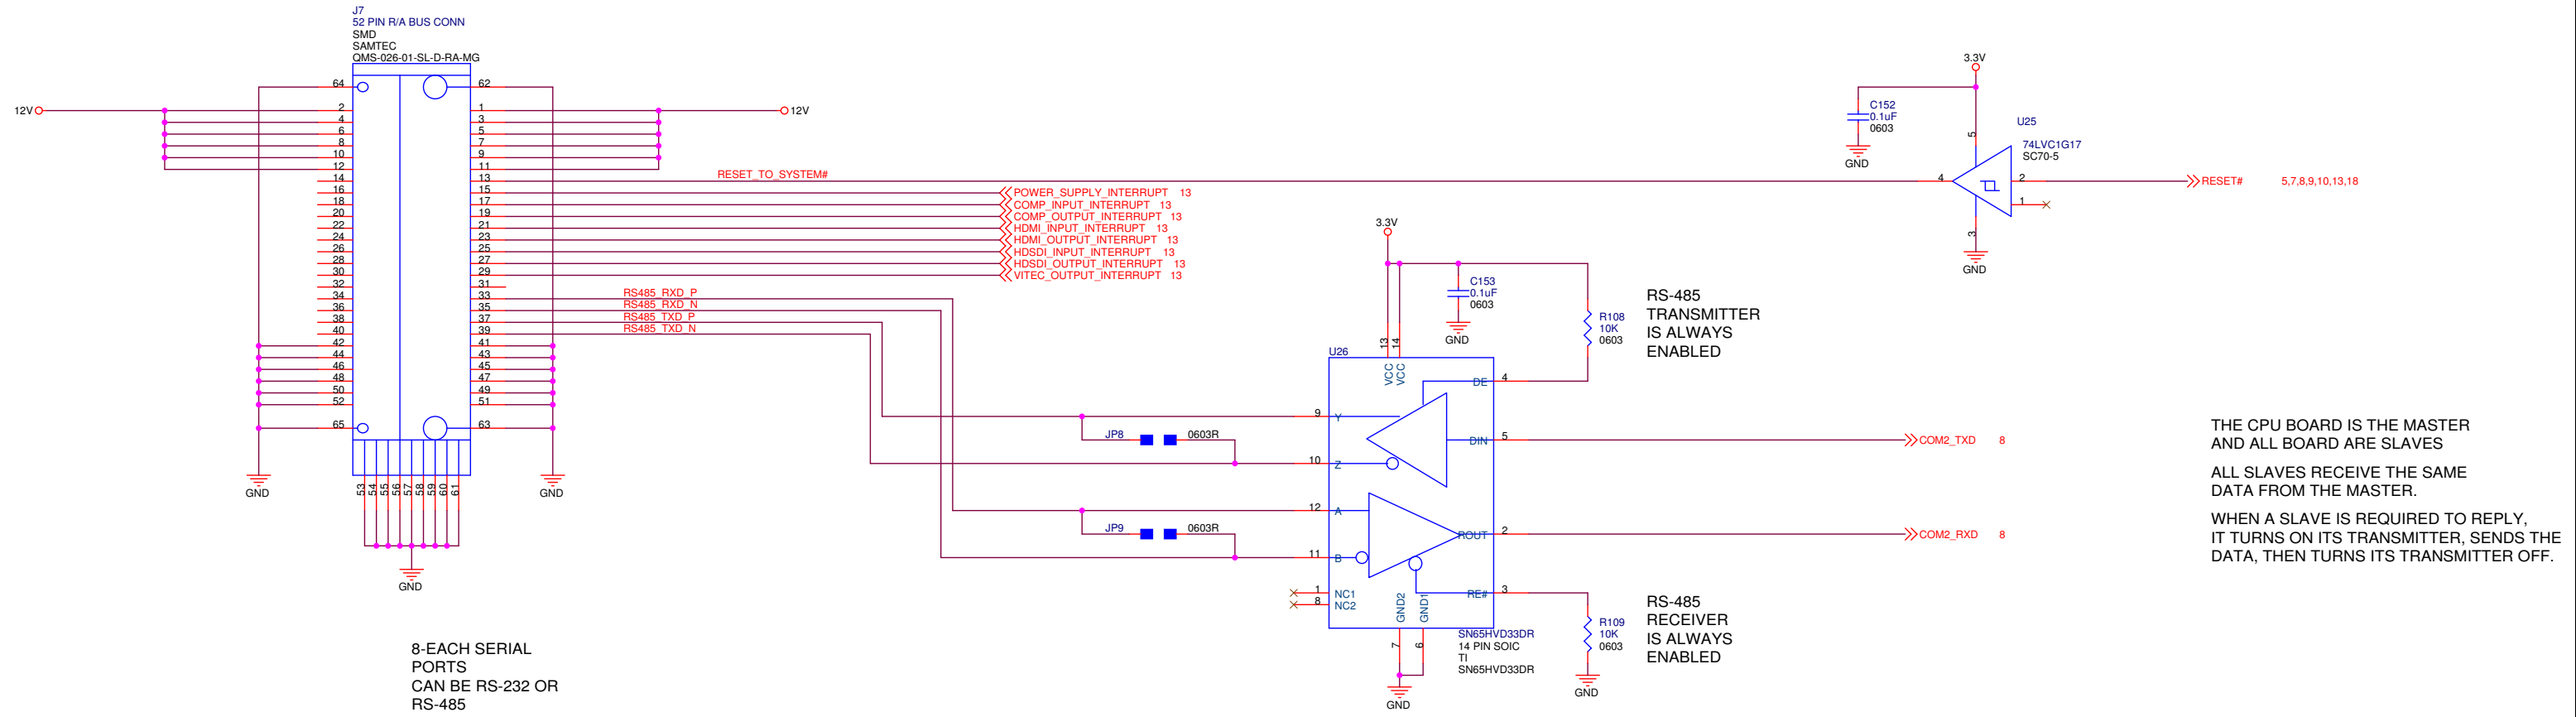 J7
52 PIN R/A BUS CONN
SMD
SAMTEC
QMS-026-01-SL-D-RA-MG
64
62
12V
2
1
12V
4
3
6
5
8
7
10
9
12
11
14
13
RESET_TO_SYSTEM#
16
15
POWER_SUPPLY_INTERRUPT 13
18
17
COMP_INPUT_INTERRUPT 13
20
19
COMP_OUTPUT_INTERRUPT 13
22
21
HDMI_INPUT_INTERRUPT 13
24
23
HDMI_OUTPUT_INTERRUPT 13
26
25
HDSDI_INPUT_INTERRUPT 13
28
27
HDSDI_OUTPUT_INTERRUPT 13
30
29
VITEC_OUTPUT_INTERRUPT 13
32
31
34
33
RS485_RXD_P
36
35
RS485_RXD_N
38
37
RS485_TXD_P
40
39
RS485_TXD_N
42
41
44
43
46
45
48
47
50
49
52
51
65
63
GND
GND
53
54
55
56
57
58
59
60
61
GND
8-EACH SERIAL
PORTS
CAN BE RS-232 OR
RS-485
3.3V
C152
0.1uF
0603
GND
U25
74LVC1G17
SC70-5
5
4
2
1
3
GND
RESET# 5,7,8,9,10,13,18
3.3V
C153
0.1uF
0603
GND
R108
10K
0603
RS-485
TRANSMITTER
IS ALWAYS
ENABLED
U26
13
14
VCC
VCC
DE
4
9
Y
JP8
0603R
DIN
5
COM2_TXD 8
10
Z
12
A
JP9
0603R
ROUT
2
COM2_RXD 8
11
B
1
NC1
8
NC2
GND2
GND1
RE#
3
7
6
GND
SN65HVD33DR
14 PIN SOIC
TI
SN65HVD33DR
R109
10K
0603
GND
RS-485
RECEIVER
IS ALWAYS
ENABLED
THE CPU BOARD IS THE MASTER
AND ALL BOARD ARE SLAVES
ALL SLAVES RECEIVE THE SAME
DATA FROM THE MASTER.
WHEN A SLAVE IS REQUIRED TO REPLY,
IT TURNS ON ITS TRANSMITTER, SENDS THE
DATA, THEN TURNS ITS TRANSMITTER OFF.